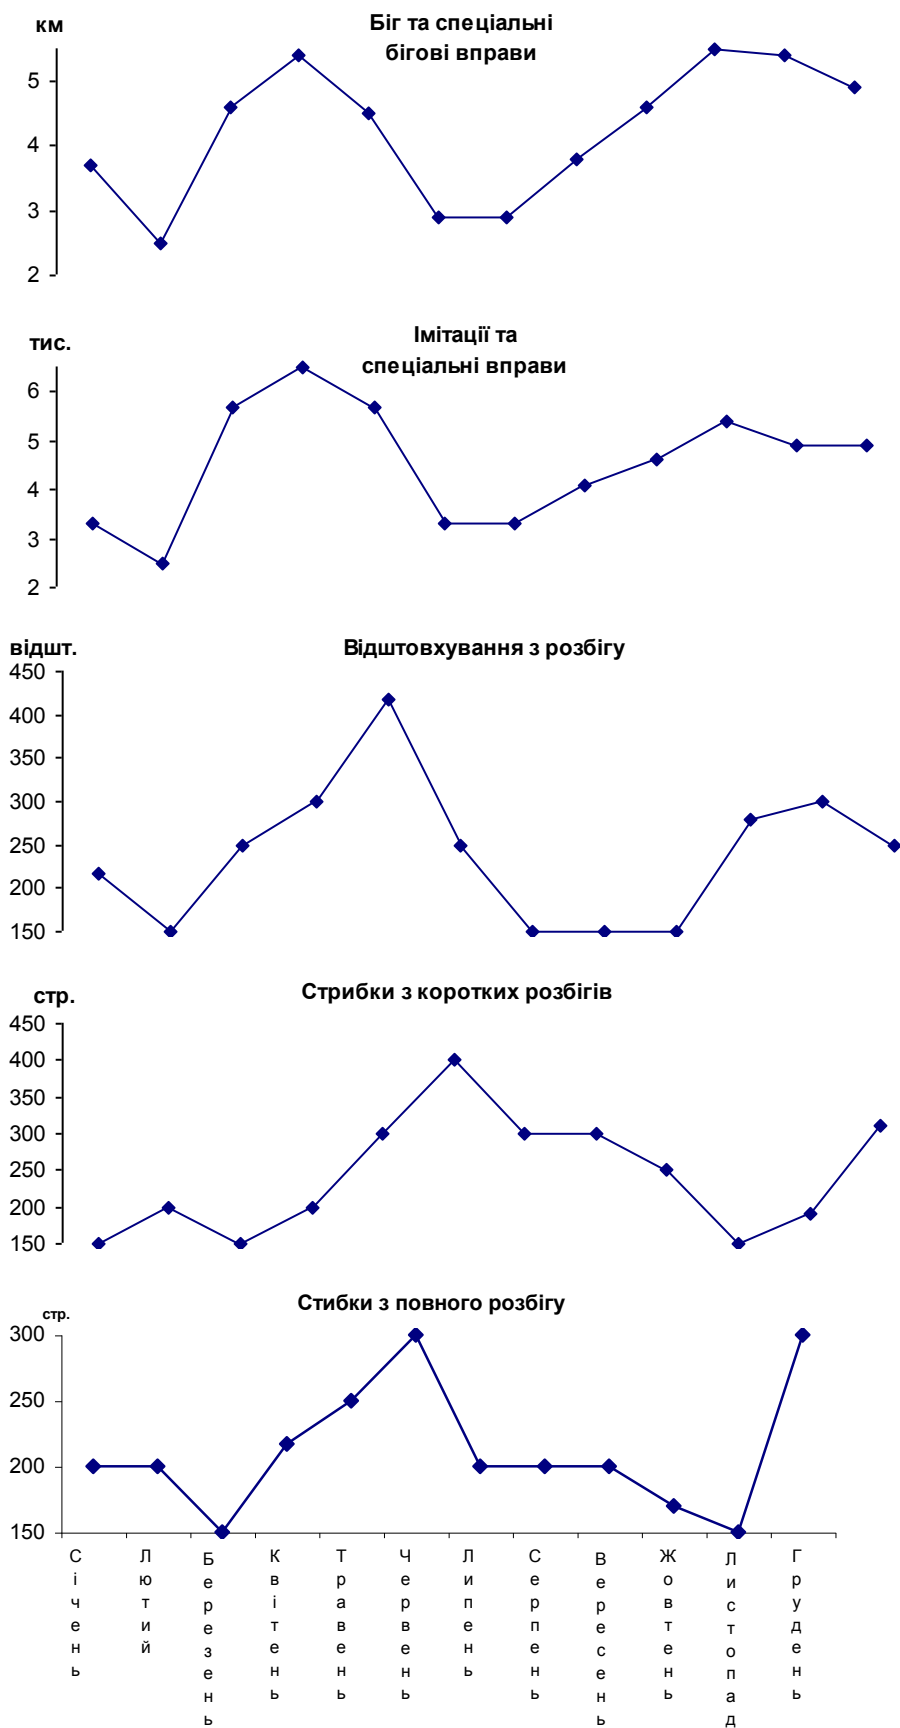 км
Біг та спеціальні
бігові вправи
5
4
3
2
тис.
Імітації та
спеціальні вправи
6
5
4
3
2
відшт.
Відштовхування з розбігу
450
400
350
300
250
200
150
стр.
Стрибки з коротких розбігів
450
400
350
300
250
200
150
стр.
Стибки з повного розбігу
300
250
200
150
Січень
Лютий
Березень
Квітень
Травень
Червень
Липень
Серпень
Вересень
Жовтень
Листопад
Грудень